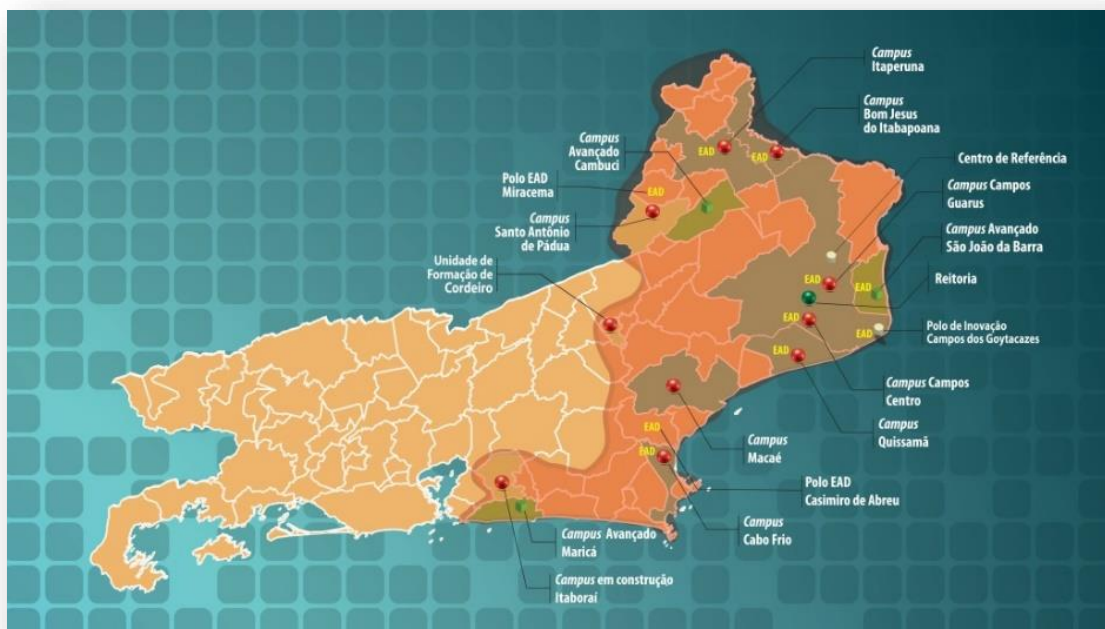 Campus
Itaperuna
Campus
Bom Jesus
do Itabapoana
Campus
Avançado
Cambuci
Centro de Referência
Polo EAD
Miracema
Campus Campos
Guarus
Campus
Santo Antônio
de Pádua
Campus Avançado
São João da Barra
Unidade de
Formação de
Cordeiro
Reitoria
Polo de Inovação
Campos dos Goytacazes
Campus Campos
Centro
Campus
Quissamã
Campus
Macaé
Polo EAD
Casimiro de Abreu
Campus
Cabo Frio
Campus Avançado
Maricá
Campus em construção
Itaboraí
EAD
EAD
EAD
EAD
EAD
EAD
EAD
EAD
EAD
EAD